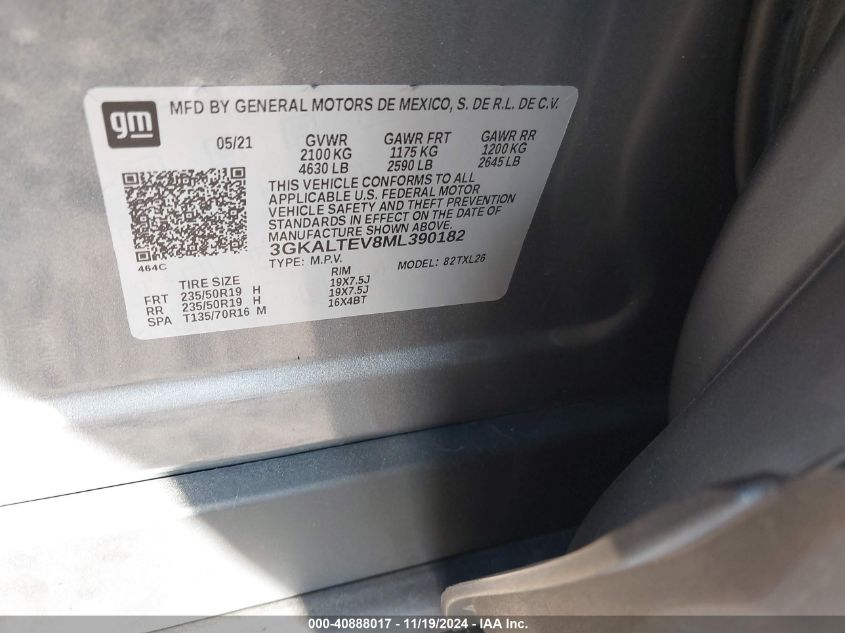 gm
MFD BY GENERAL MOTORS DE MEXICO, S. DE R.L. DE C.V.
05/21 GVWR GAWR FRT GAWR RR
2100 KG 1175 KG 1200 KG
4630 LB 2590 LB 2645 LB
THIS VEHICLE CONFORMS TO ALL
APPLICABLE U.S. FEDERAL MOTOR
VEHICLE SAFETY AND THEFT PREVENTION
STANDARDS IN EFFECT ON THE DATE OF
MANUFACTURE SHOWN ABOVE.
3GKALTEV8ML390182
464C
TYPE: M.P.V. MODEL: 82TXL26
TIRE SIZE RIM
FRT 235/50R19 H 19X7.5J
RR 235/50R19 H 19X7.5J
SPA T135/70R16 M 16X4BT
000-40888017 - 11/19/2024 - IAA Inc.